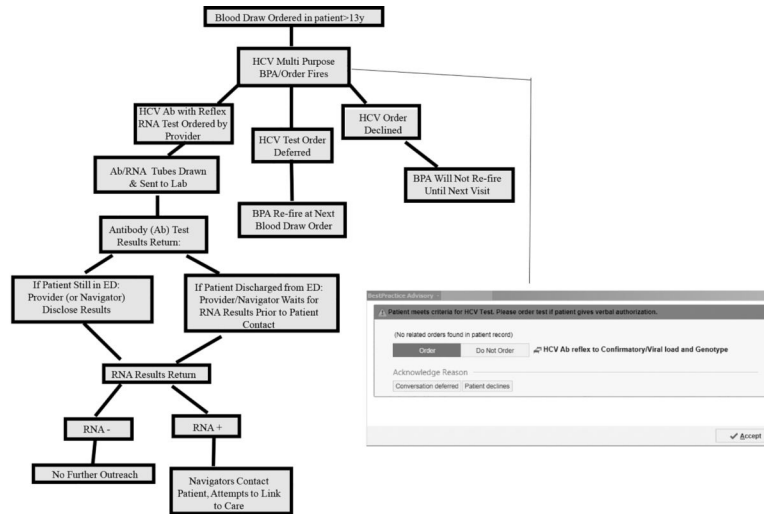 Blood Draw Ordered in patient>13y
HCV Multi Purpose
BPA/Order Fires
HCV Ab with Reflex
RNA Test Ordered by
Provider
HCV Test Order
Deferred
HCV Order
Declined
Ab/RNA Tubes Drawn
& Sent to Lab
BPA Re-fire at Next
Blood Draw Order
BPA Will Not Re-fire
Until Next Visit
Antibody (Ab) Test
Results Return:
If Patient Still in ED:
Provider (or Navigator)
Disclose Results
If Patient Discharged from ED:
Provider/Navigator Waits for
RNA Results Prior to Patient
Contact
RNA Results Return
RNA -
RNA +
No Further Outreach
Navigators Contact
Patient, Attempts to Link
to Care
BestPractice Advisory -
Patient meets criteria for HCV Test. Please order test if patient gives verbal authorization.
(No related orders found in patient record)
Order
Do Not Order
HCV Ab reflex to Confirmatory/Viral load and Genotype
Acknowledge Reason
Conversation deferred
Patient declines
Accept